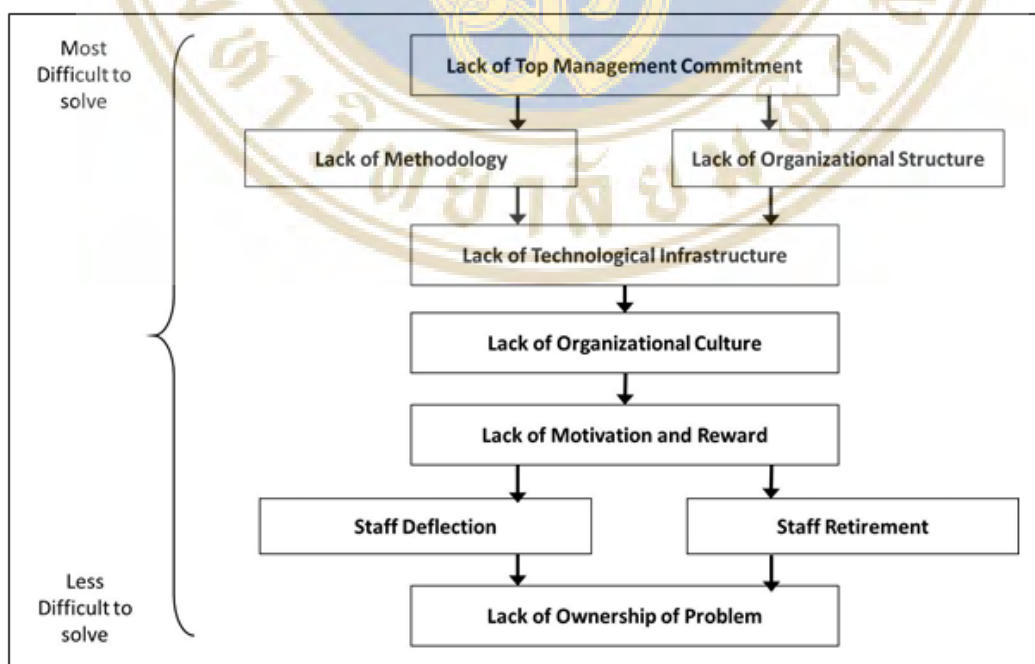 Most
Difficult to
solve
Lack of Top Management Commitment
Lack of Methodology
Lack of Organizational Structure
Lack of Technological Infrastructure
Lack of Organizational Culture
Lack of Motivation and Reward
Staff Deflection
Staff Retirement
Less
Difficult to
solve
Lack of Ownership of Problem